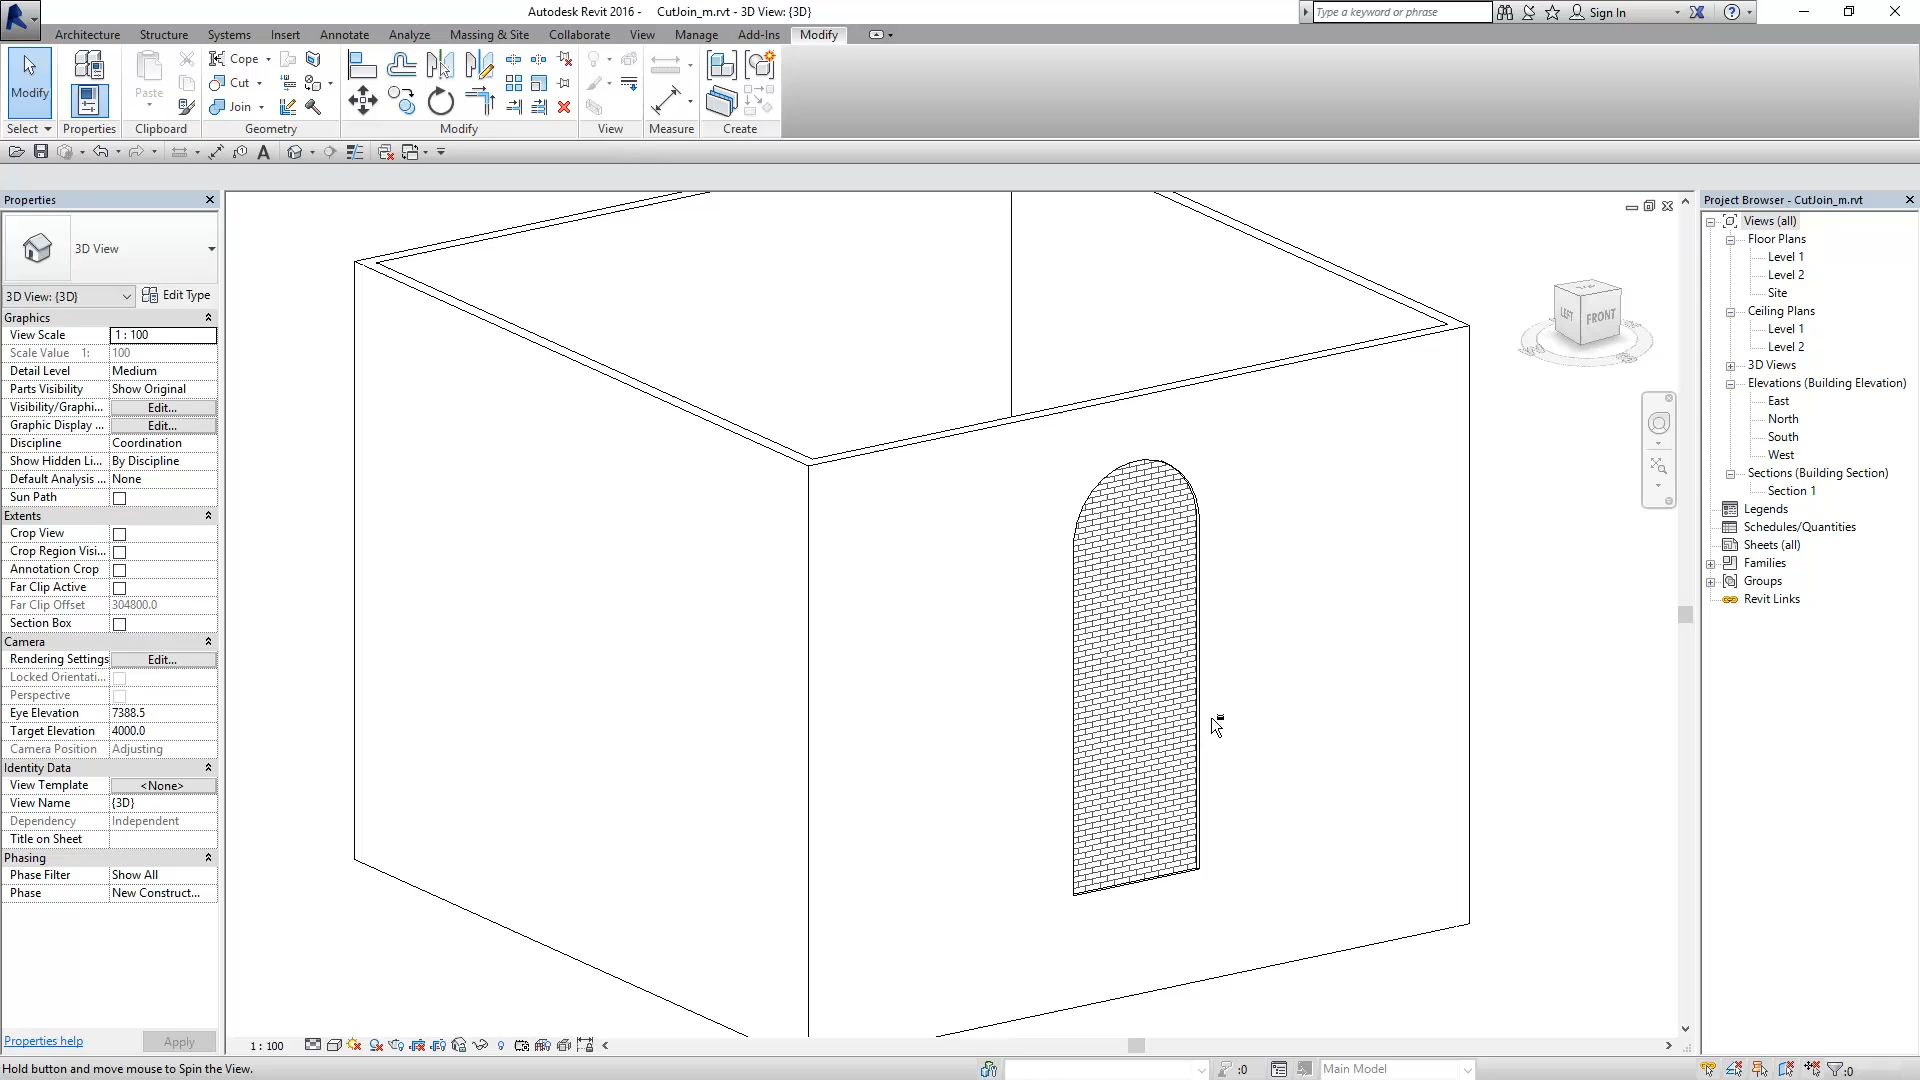 Autodesk Revit 2016 - CutJoin_m.rvt - 3D View: {3D}
Type a keyword or phrase
Sign In
Architecture Structure Systems Insert Annotate Analyze Massing & Site Collaborate View Manage Add-Ins Modify
Modify
Paste
Cope
Cut
Join
Select Properties Clipboard Geometry Modify View Measure Create
Properties
3D View
3D View: {3D}
Edit Type
Graphics
View Scale 1 : 100
Scale Value 1: 100
Detail Level Medium
Parts Visibility Show Original
Visibility/Graphi... Edit...
Graphic Display ... Edit...
Discipline Coordination
Show Hidden Li... By Discipline
Default Analysis ... None
Sun Path
Extents
Crop View
Crop Region Visi...
Annotation Crop
Far Clip Active
Far Clip Offset 304800.0
Section Box
Camera
Rendering Settings Edit...
Locked Orientati...
Perspective
Eye Elevation 7388.5
Target Elevation 4000.0
Camera Position Adjusting
Identity Data
View Template <None>
View Name {3D}
Dependency Independent
Title on Sheet
Phasing
Phase Filter Show All
Phase New Construct...
Properties help
Apply
LEFT
FRONT
TOP
Project Browser - CutJoin_m.rvt
Views (all)
Floor Plans
Level 1
Level 2
Site
Ceiling Plans
Level 1
Level 2
3D Views
Elevations (Building Elevation)
East
North
South
West
Sections (Building Section)
Section 1
Legends
Schedules/Quantities
Sheets (all)
Families
Groups
Revit Links
1 : 100
Hold button and move mouse to Spin the View.
:0
Main Model
:0